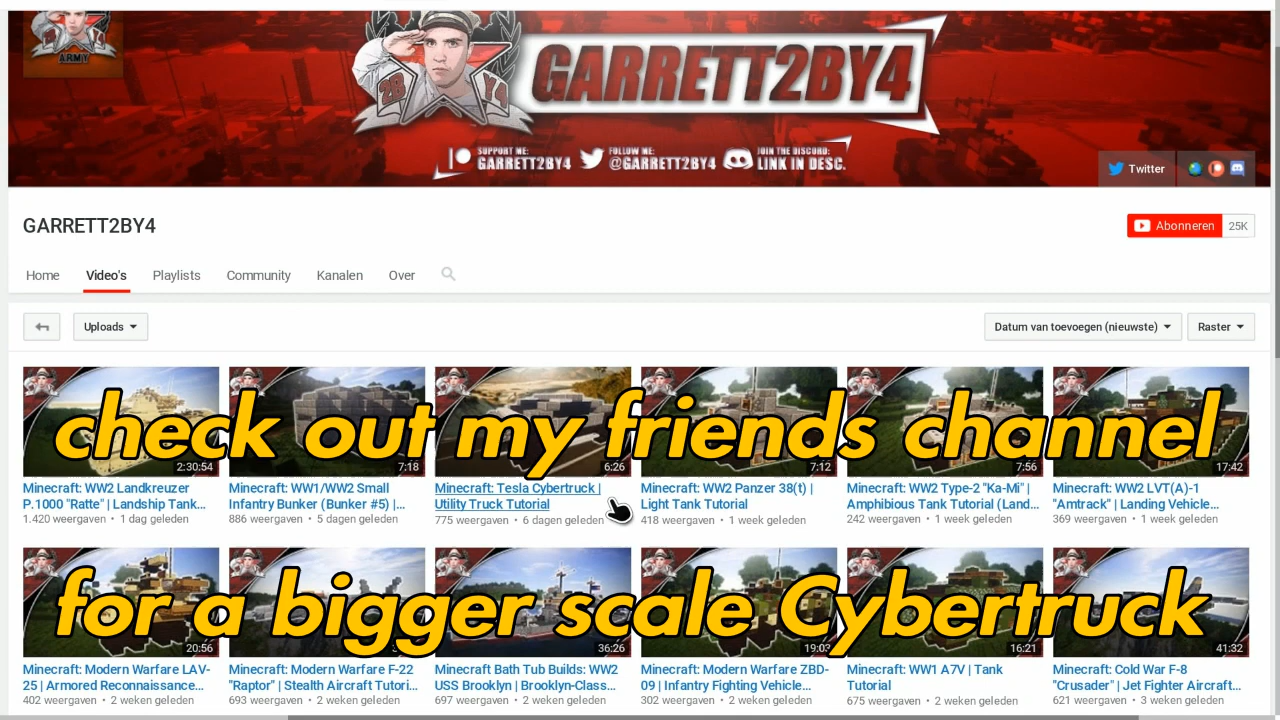 ARMY
2B Y4
GARRETT2BY4
SUPPORT ME:
GARRETT2BY4
FOLLOW ME:
@GARRETT2BY4
JOIN THE DISCORD:
LINK IN DESC.
Twitter
GARRETT2BY4
Abonneren 25K
Home Video's Playlists Community Kanalen Over
Uploads
Datum van toevoegen (nieuwste) Raster
check out my friends channel
2:30:54 7:18 6:26 7:12 7:56 17:42
Minecraft: WW2 Landkreuzer
P.1000 "Ratte" | Landship Tank...
1.420 weergaven • 1 dag geleden
Minecraft: WW1/WW2 Small
Infantry Bunker (Bunker #5) |...
886 weergaven • 5 dagen geleden
Minecraft: Tesla Cybertruck |
Utility Truck Tutorial
775 weergaven • 6 dagen geleden
Minecraft: WW2 Panzer 38(t) |
Light Tank Tutorial
418 weergaven • 1 week geleden
Minecraft: WW2 Type-2 "Ka-Mi" |
Amphibious Tank Tutorial (Land...
242 weergaven • 1 week geleden
Minecraft: WW2 LVT(A)-1
"Amtrack" | Landing Vehicle...
369 weergaven • 1 week geleden
for a bigger scale Cybertruck
20:56 36:26 19:03 16:21 41:32
Minecraft: Modern Warfare LAV-
25 | Armored Reconnaissance...
402 weergaven • 2 weken geleden
Minecraft: Modern Warfare F-22
"Raptor" | Stealth Aircraft Tutori...
693 weergaven • 2 weken geleden
Minecraft Bath Tub Builds: WW2
USS Brooklyn | Brooklyn-Class...
697 weergaven • 2 weken geleden
Minecraft: Modern Warfare ZBD-
09 | Infantry Fighting Vehicle...
302 weergaven • 2 weken geleden
Minecraft: WW1 A7V | Tank
Tutorial
675 weergaven • 2 weken geleden
Minecraft: Cold War F-8
"Crusader" | Jet Fighter Aircraft...
621 weergaven • 3 weken geleden